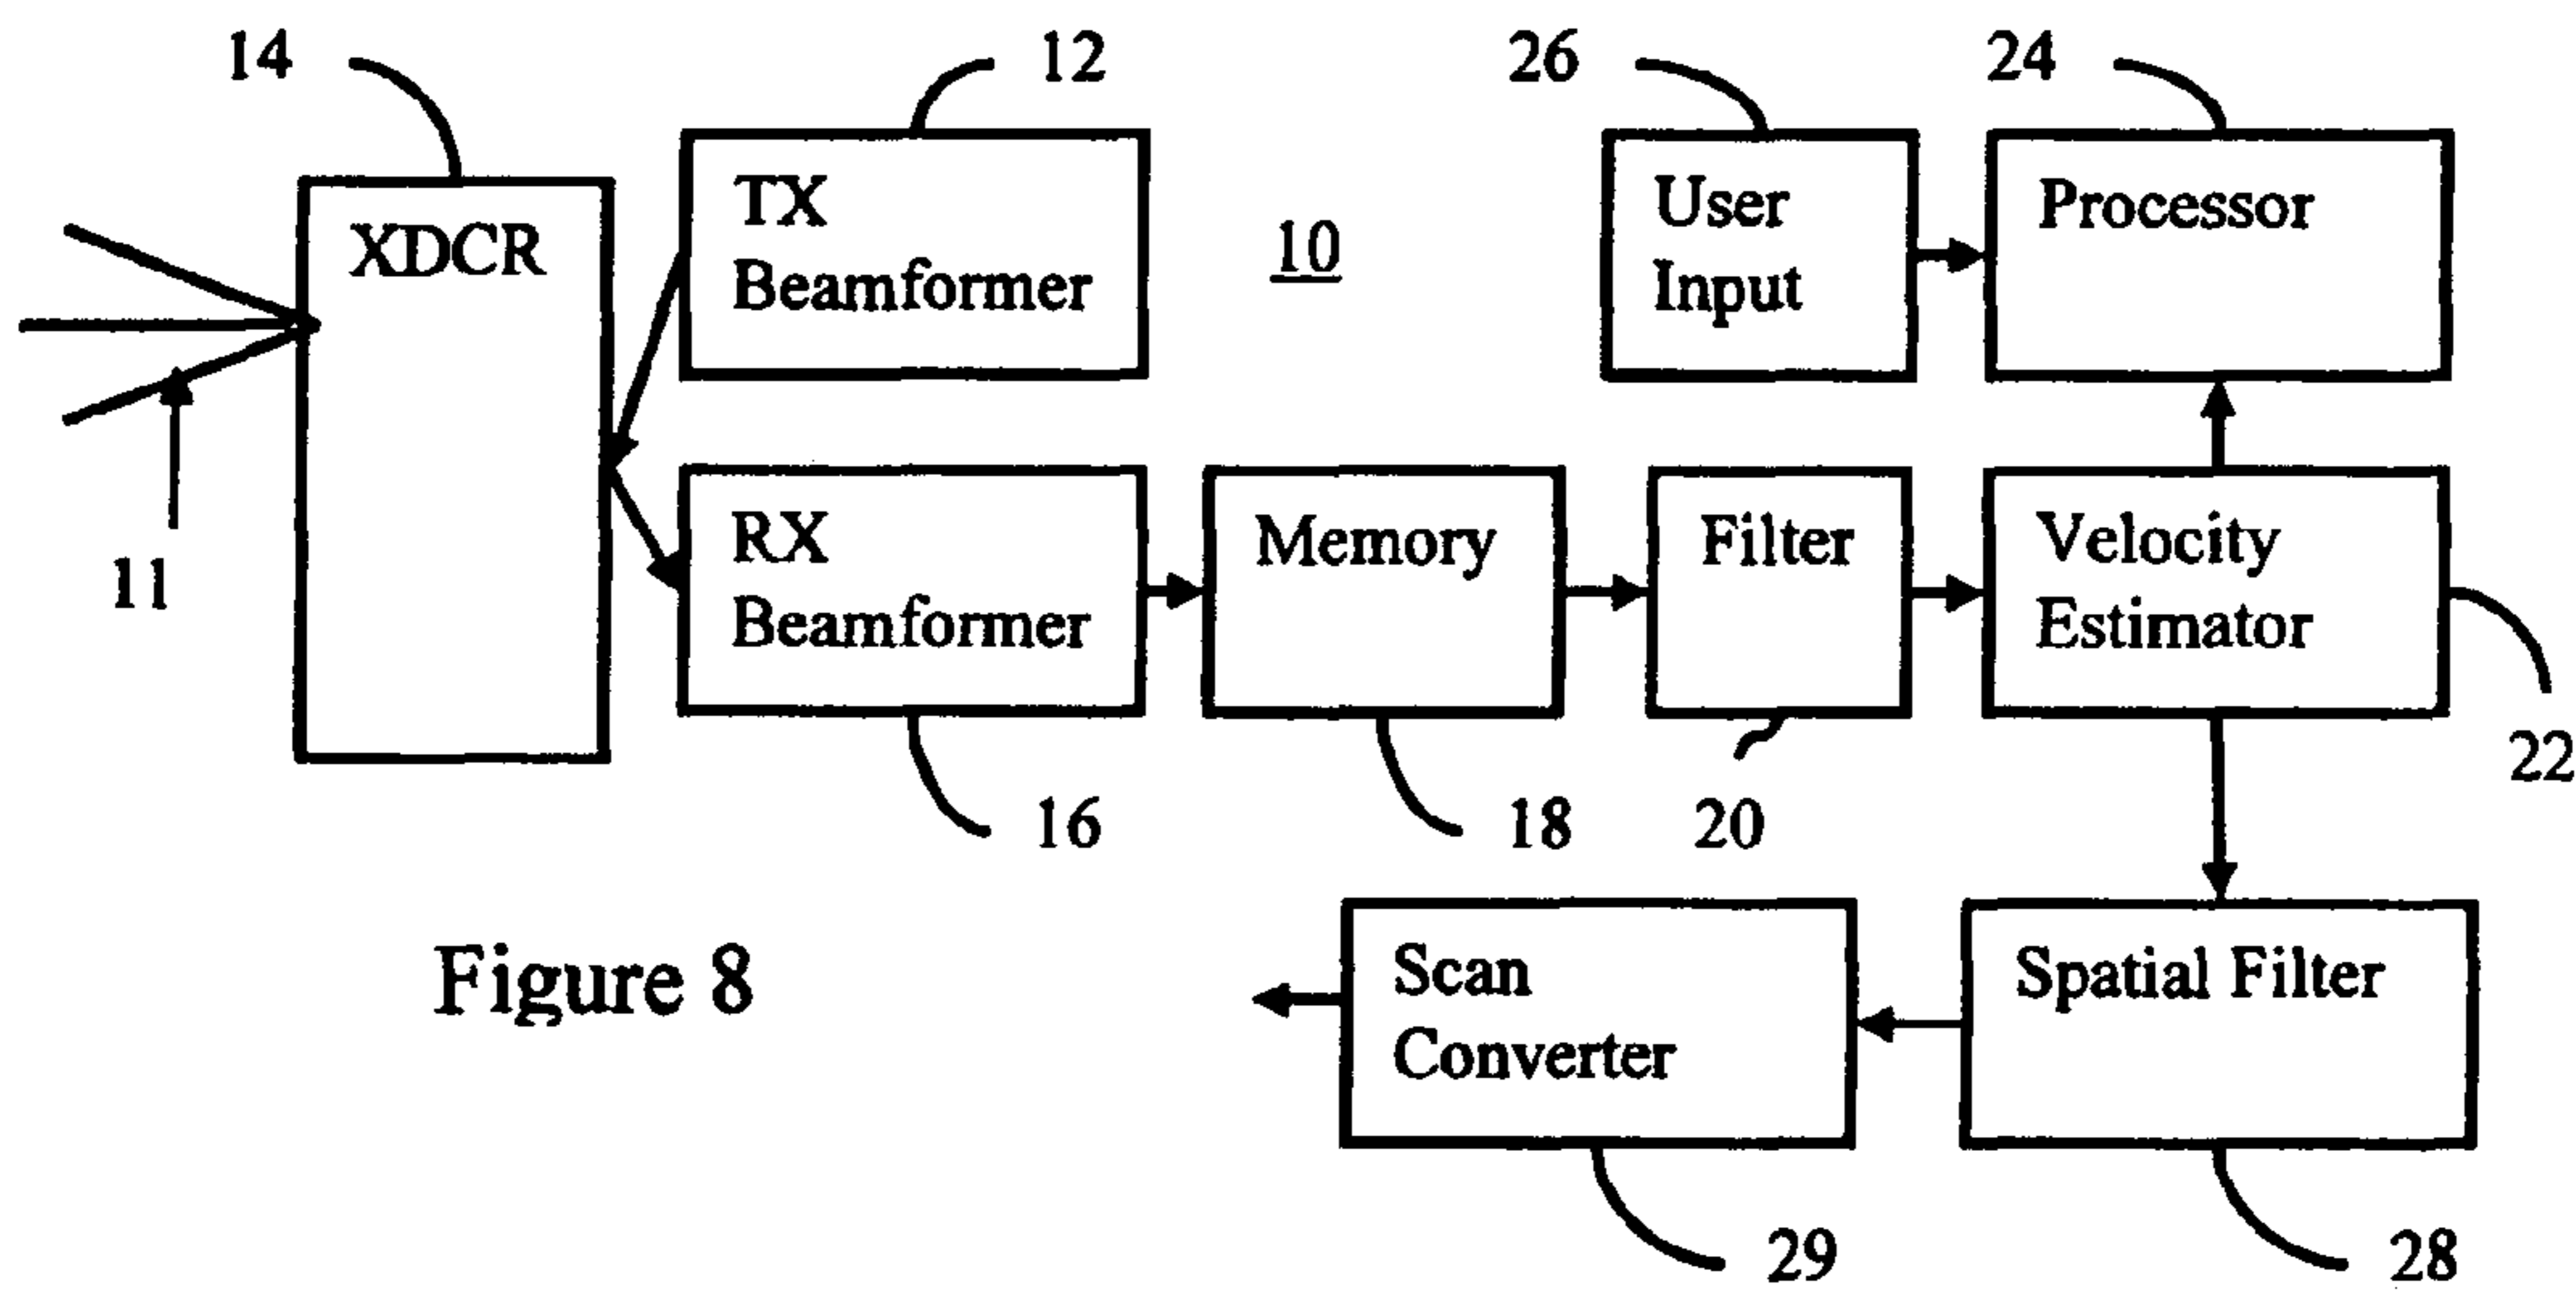 14
12
26
24
XDCR
TX
Beamformer
10
User
Input
Processor
11
RX
Beamformer
Memory
Filter
Velocity
Estimator
22
16
18
20
Figure 8
Scan
Converter
Spatial Filter
29
28